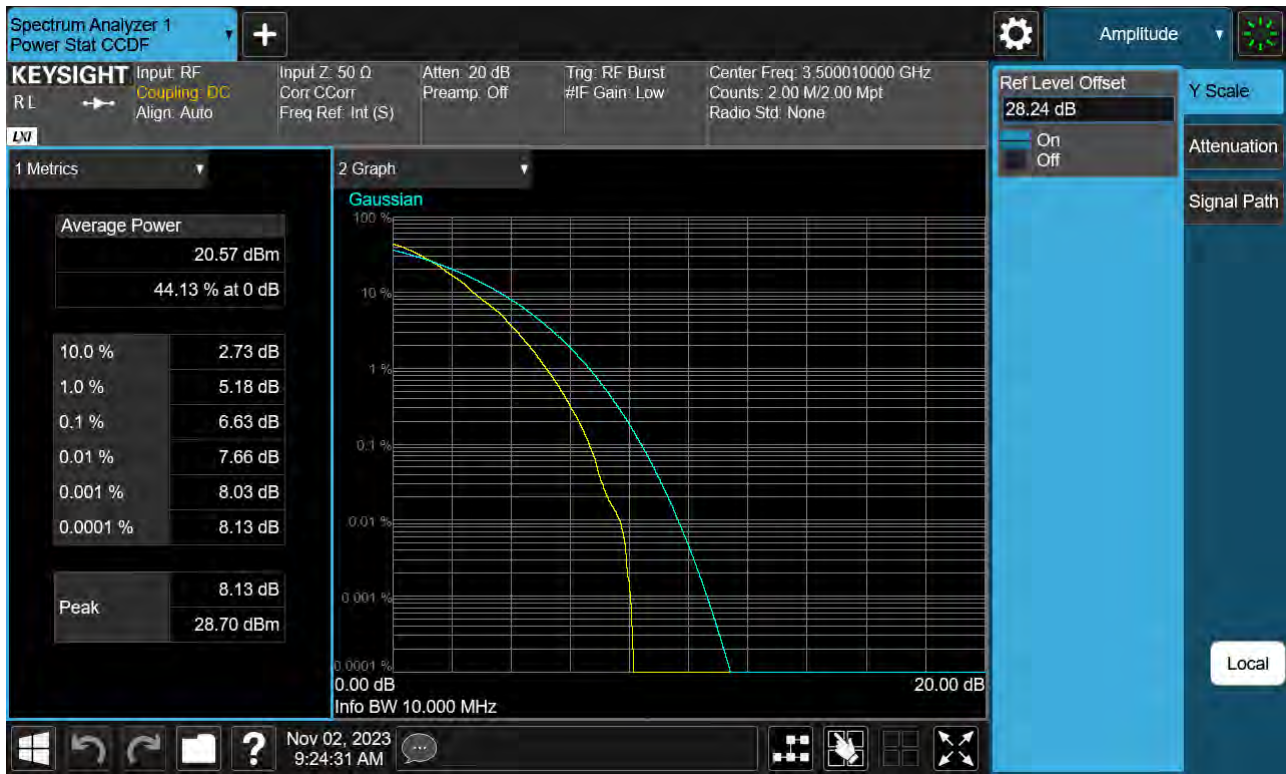 Spectrum Analyzer 1
Power Stat CCDF
+
Amplitude
KEYSIGHT
RL
LXI
Input: RF
Coupling: DC
Align: Auto
Input Z: 50 Ω
Corr CCorr
Freq Ref: Int (S)
Atten: 20 dB
Preamp: Off
Trig: RF Burst
#IF Gain: Low
Center Freq: 3.500010000 GHz
Counts: 2.00 M/2.00 Mpt
Radio Std: None
Ref Level Offset
28.24 dB
On
Off
Y Scale
Attenuation
Signal Path
Local
1 Metrics
Average Power
20.57 dBm
44.13 % at 0 dB
10.0 % 2.73 dB
1.0 % 5.18 dB
0.1 % 6.63 dB
0.01 % 7.66 dB
0.001 % 8.03 dB
0.0001 % 8.13 dB
Peak
8.13 dB
28.70 dBm
2 Graph
Gaussian
100 %
10 %
1 %
0.1 %
0.01 %
0.001 %
0.0001 %
0.00 dB 20.00 dB
Info BW 10.000 MHz
?
Nov 02, 2023
9:24:31 AM